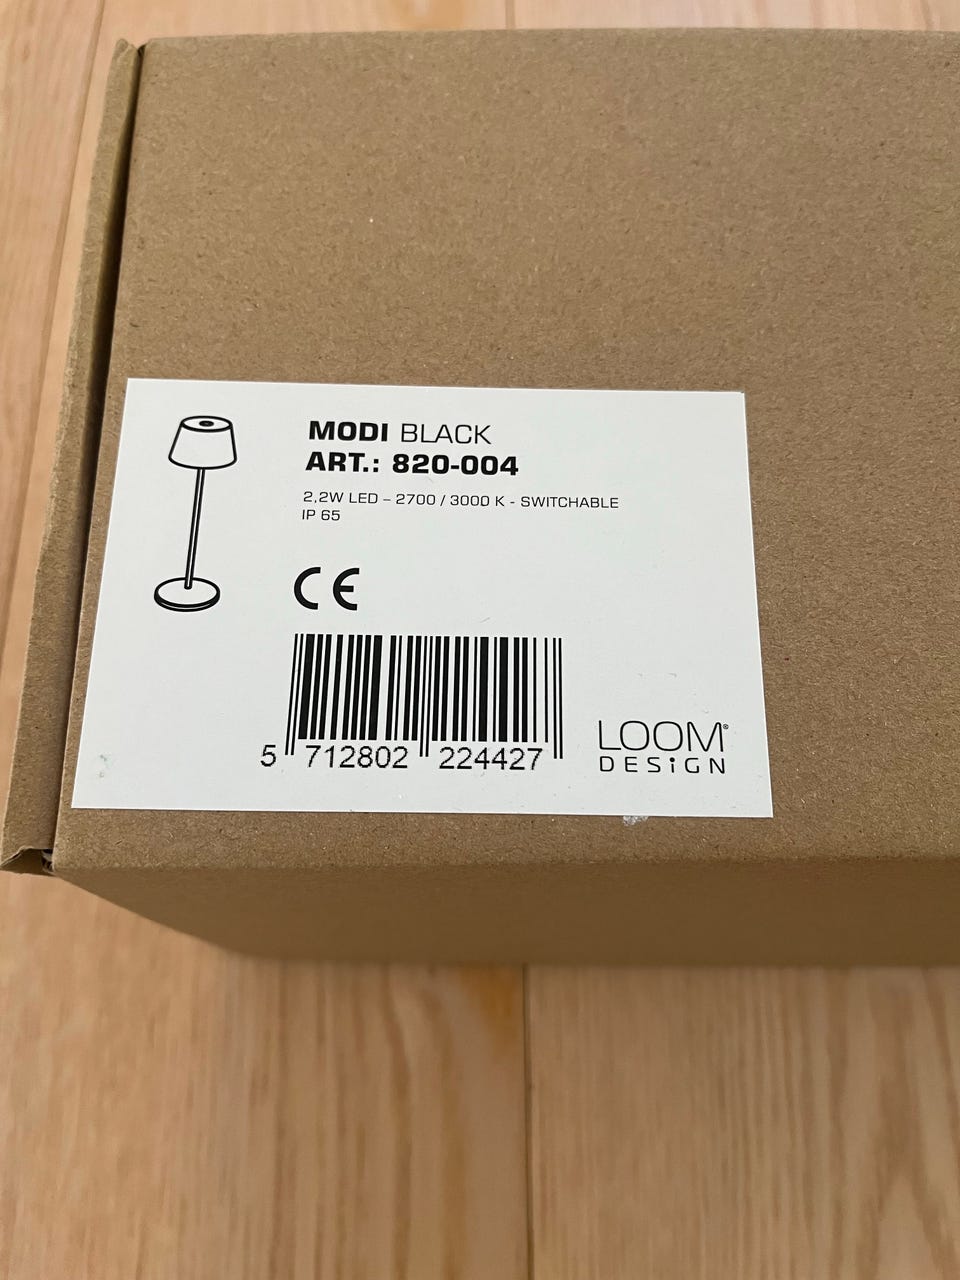 MODI BLACK
ART.: 820-004
2,2W LED – 2700 / 3000 K - SWITCHABLE
IP 65
CE
5 712802 224427
LOOM®
DESIGN